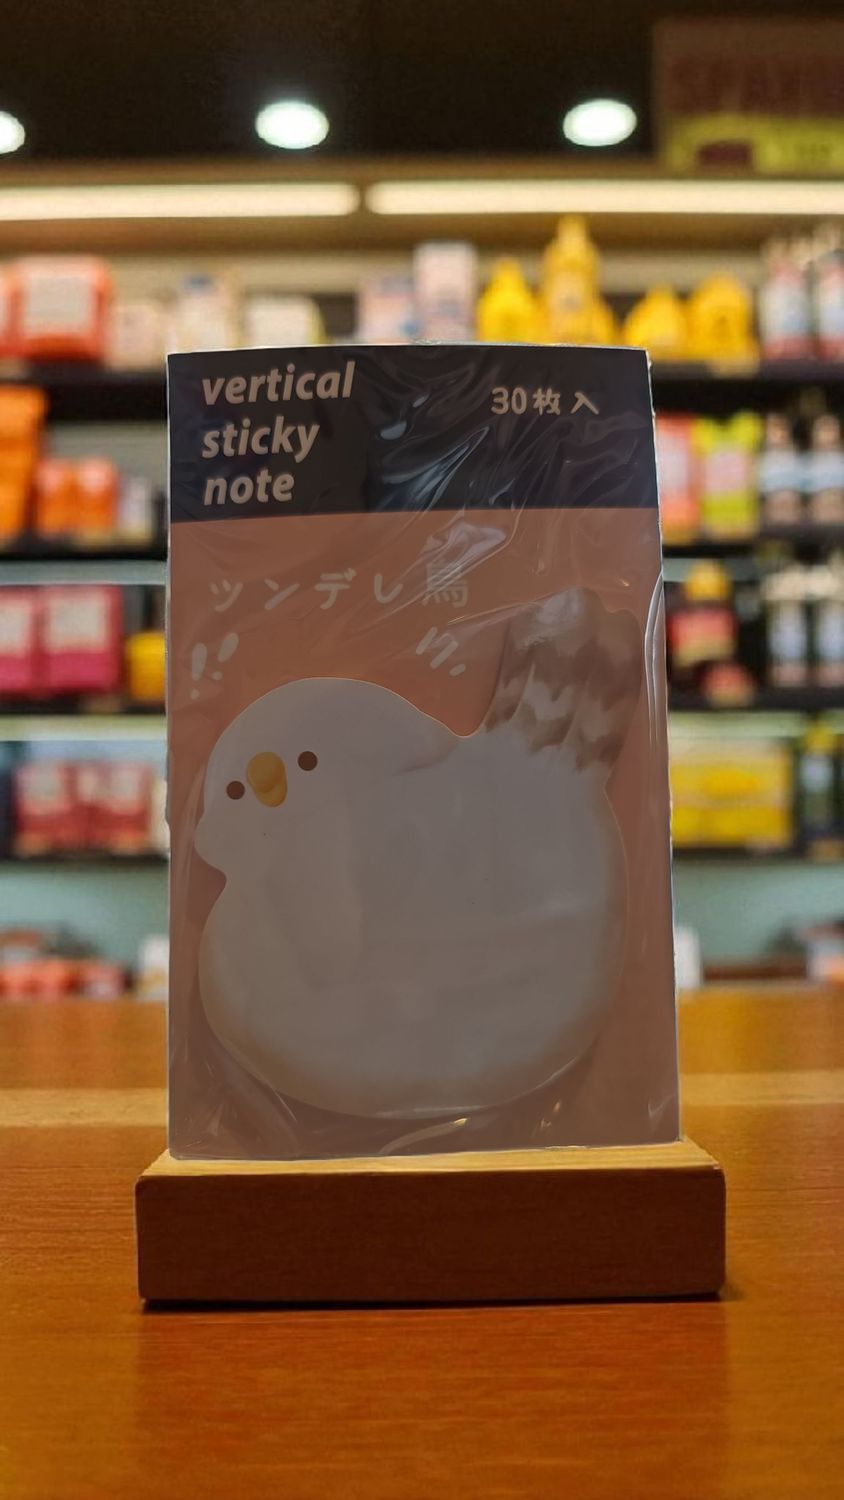 vertical
sticky
note
30枚入
ツンデレ鳥
!!